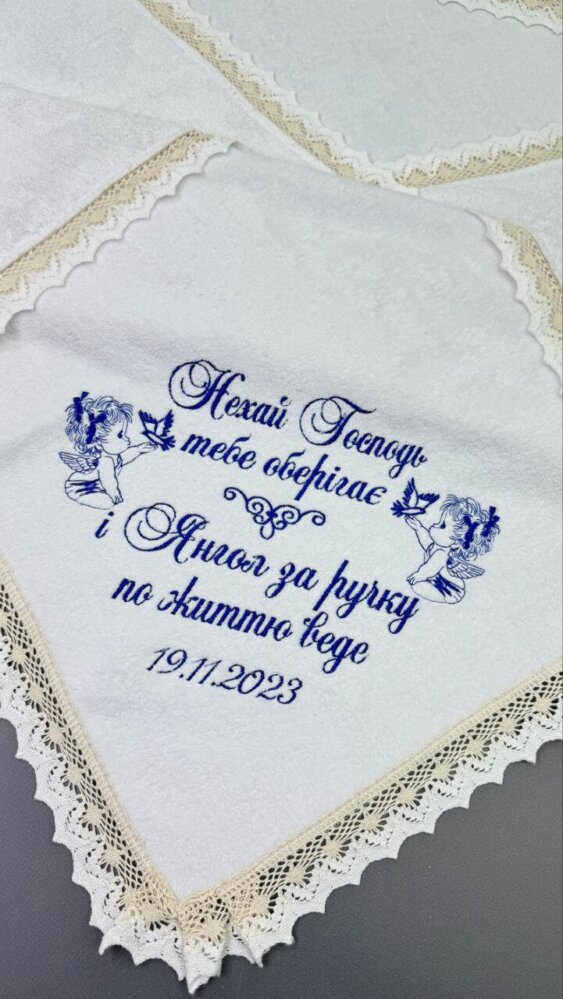 Нехай Господь
тебе оберігає
і Янгол за ручку
по життю веде
19.11.2023